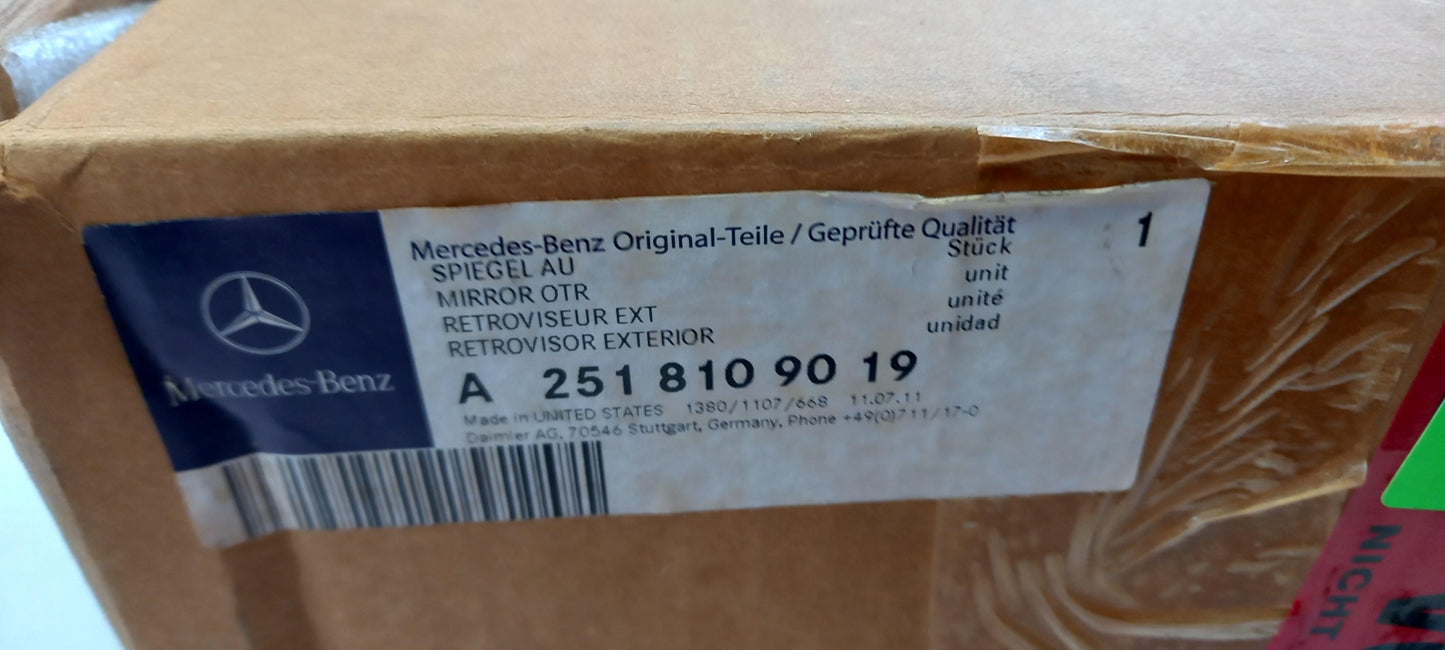 Mercedes-Benz
Mercedes-Benz Original-Teile / Geprüfte Qualität
1
Stück
SPIEGEL AU
unit
MIRROR OTR
unité
RETROVISEUR EXT
unidad
RETROVISOR EXTERIOR
A 251 810 90 19
Made in UNITED STATES 1380/1107/668 11.07.11
Daimler AG, 70546 Stuttgart, Germany, Phone +49(0)711/17-0
NICHT